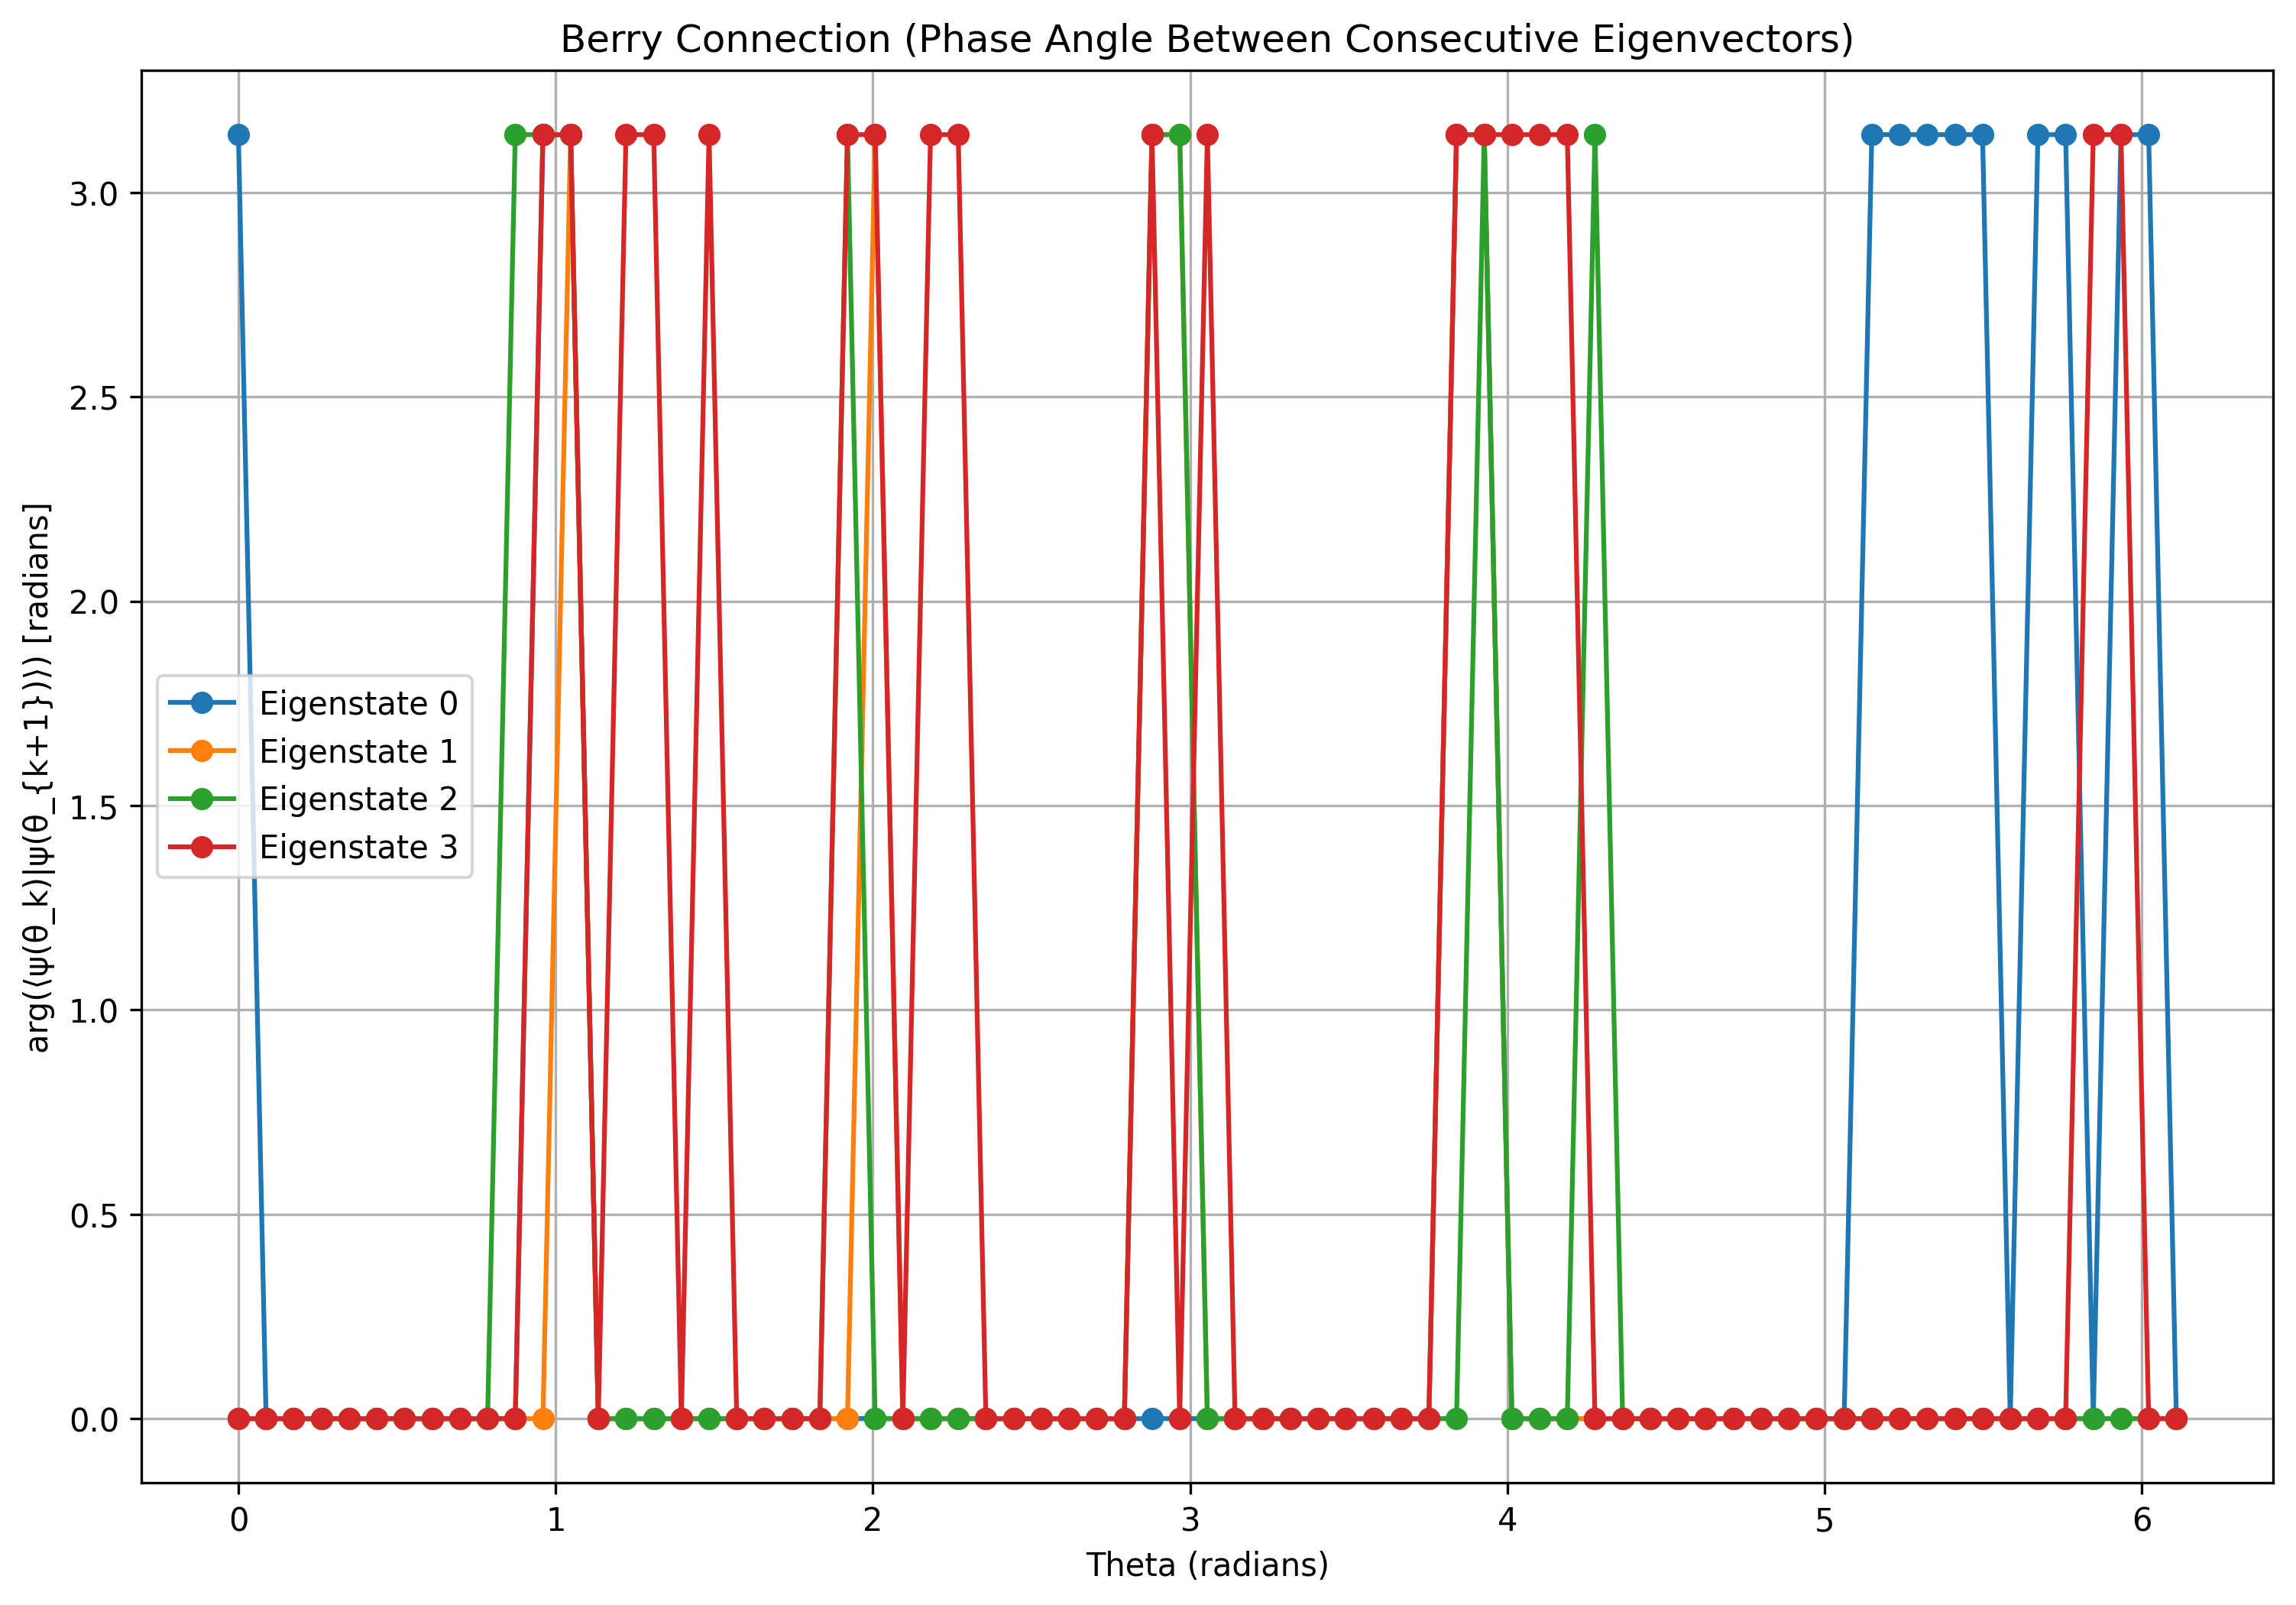 Berry Connection (Phase Angle Between Consecutive Eigenvectors)
arg(⟨ψ(θ_k)|ψ(θ_{k+1})⟩) [radians]
3.0
2.5
2.0
1.5
1.0
0.5
0.0
Eigenstate 0
Eigenstate 1
Eigenstate 2
Eigenstate 3
0 1 2 3 4 5 6
Theta (radians)